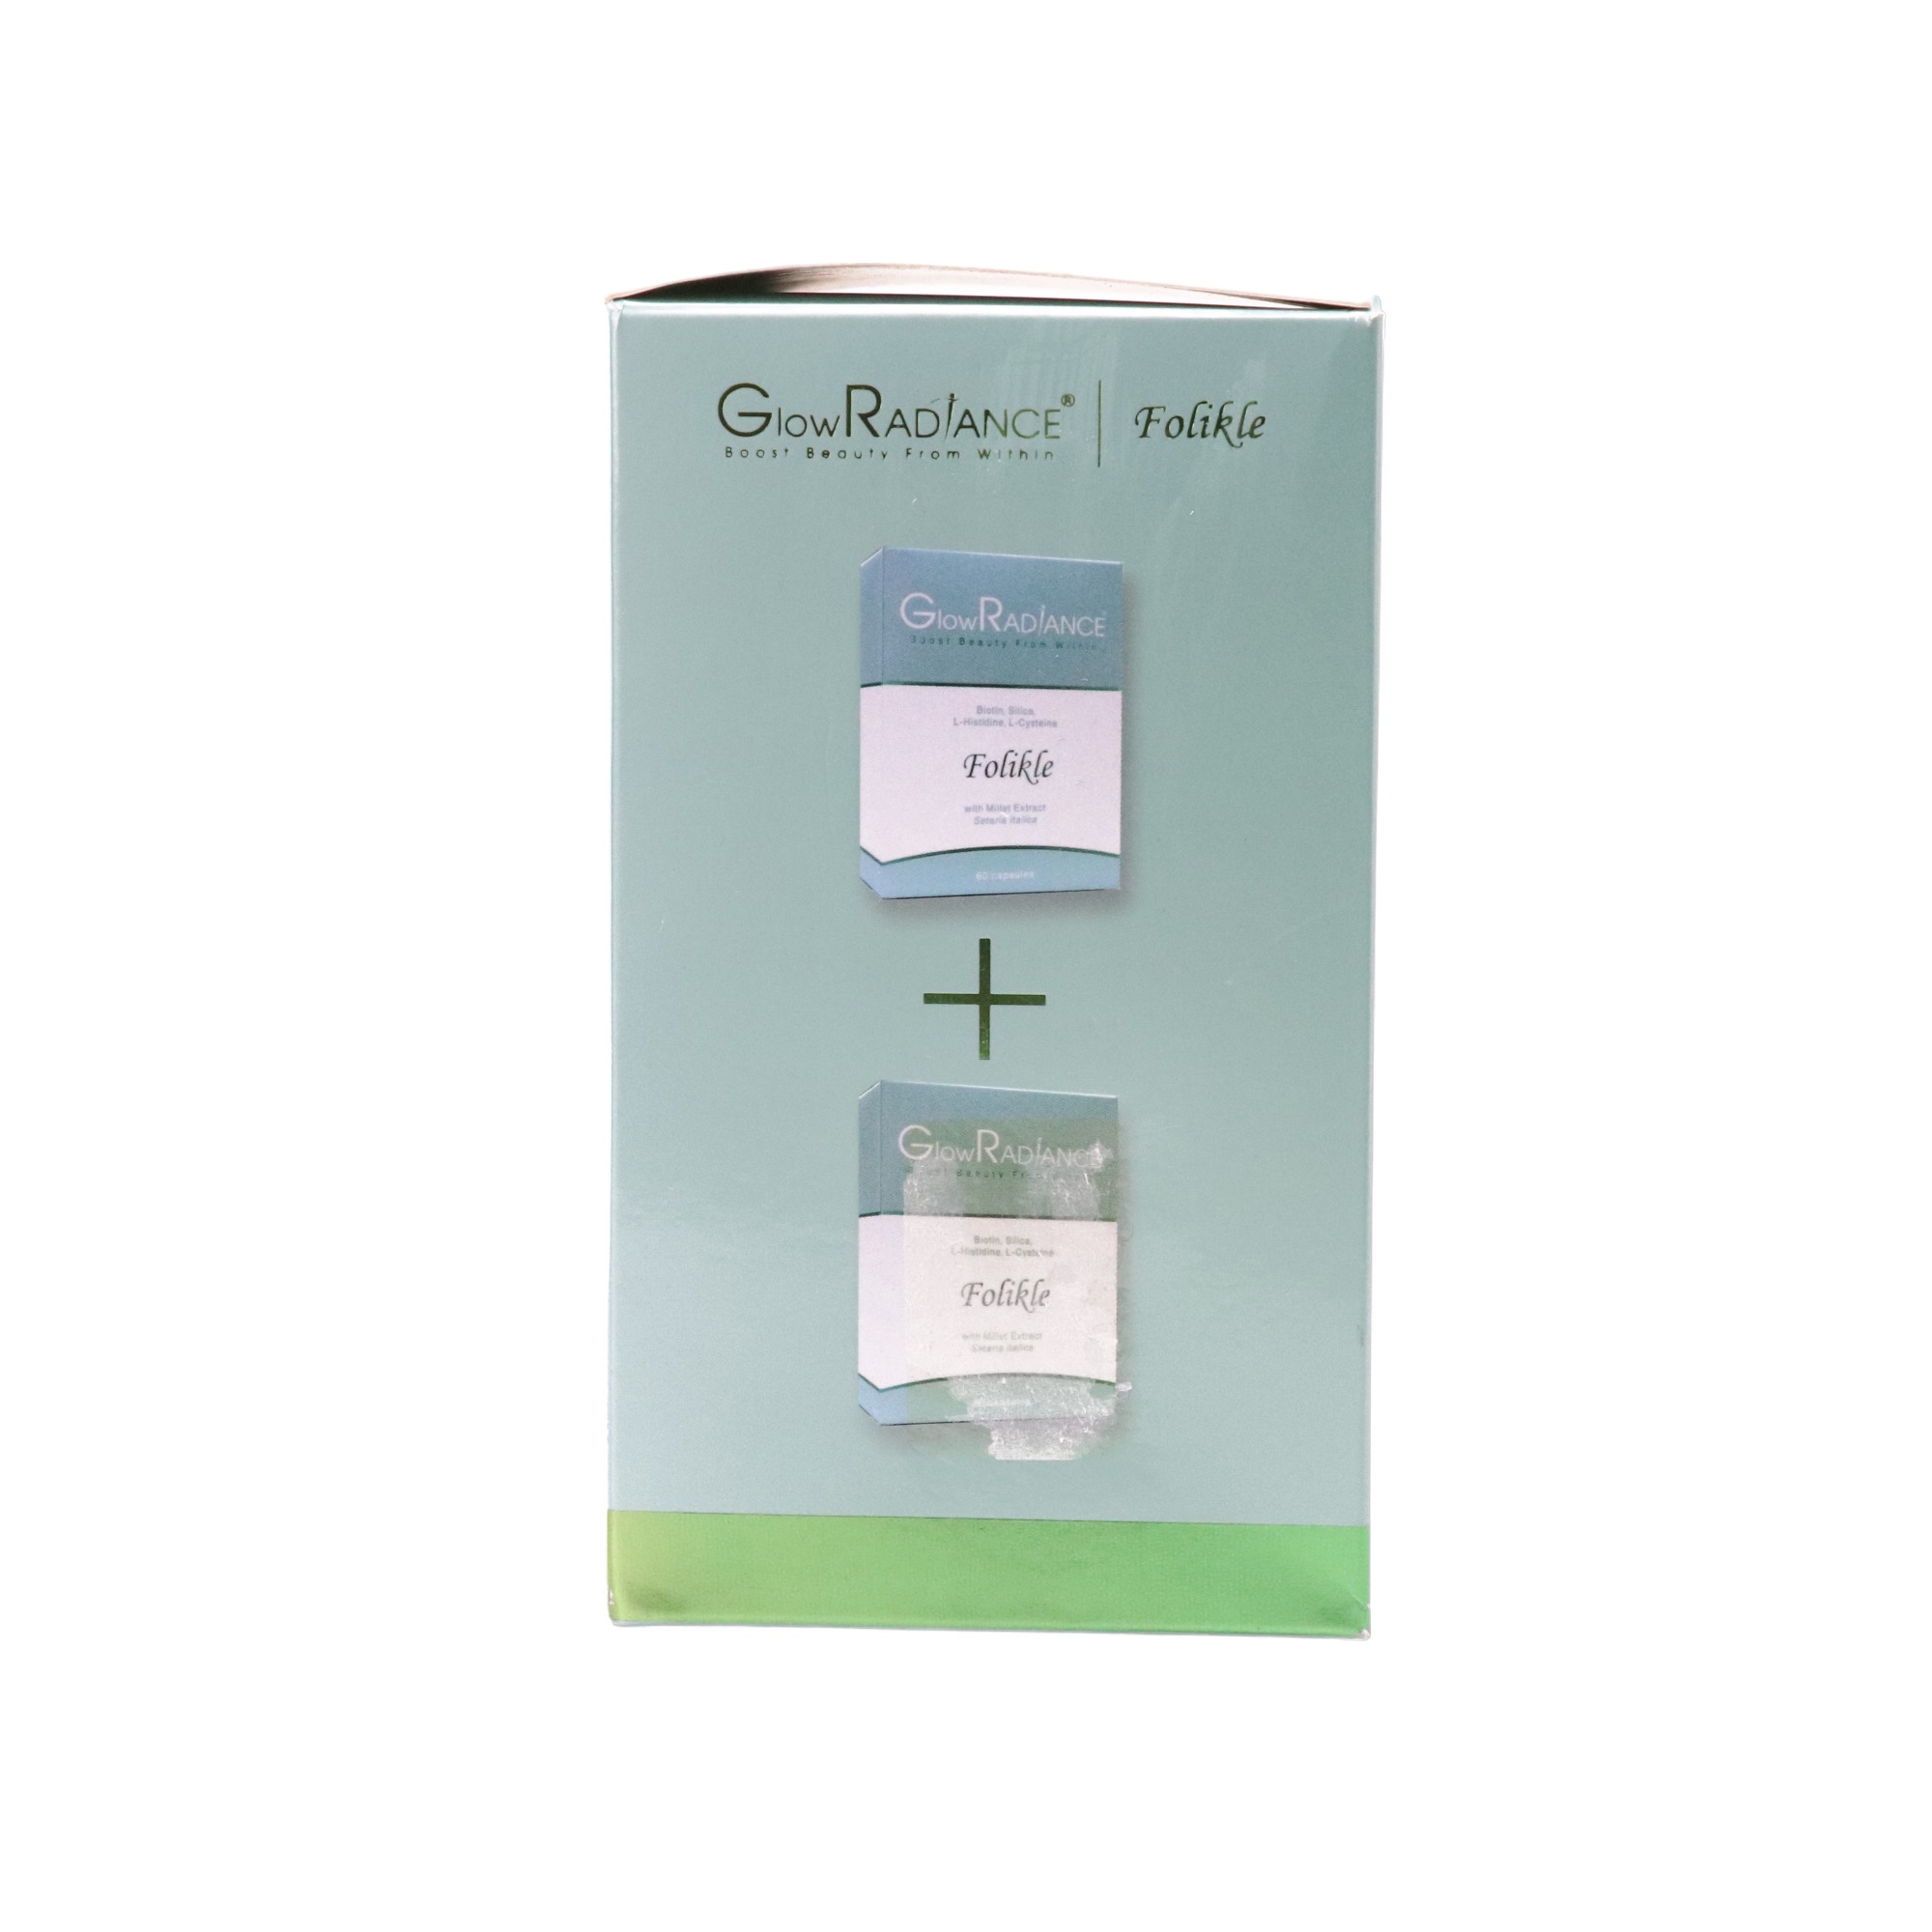 GlowRADIANCE® | Folikle
Boost Beauty From Within
GlowRADIANCE
Boost Beauty From Within
Biotin, Silica,
L-Histidine, L-Cysteine
Folikle
with Millet Extract
Setaria italica
60 capsules
+
GlowRADIANCE
Beauty
Biotin, Silica,
L-Histidine, L-Cysteine
Folikle
with Millet Extract
Setaria italica